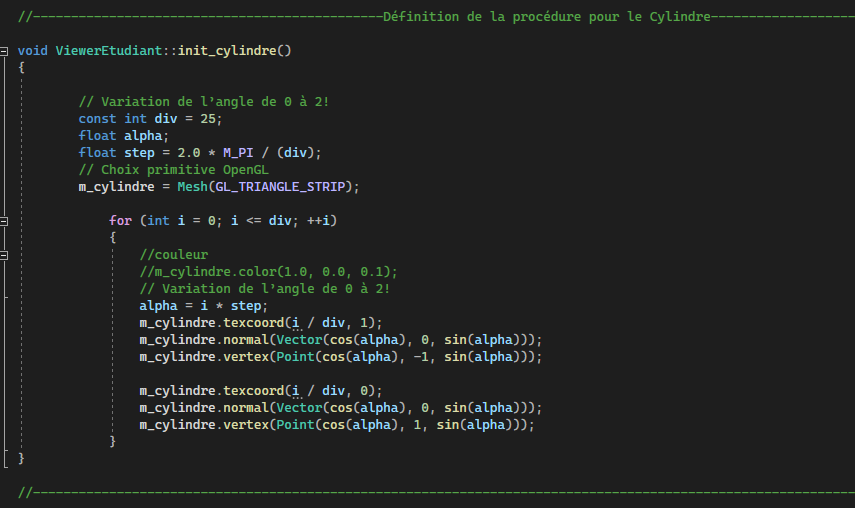 //----------------------------------------------Définition de la procédure pour le Cylindre-------------------
void ViewerEtudiant::init_cylindre()
{
// Variation de l'angle de 0 à 2!
const int div = 25;
float alpha;
float step = 2.0 * M_PI / (div);
// Choix primitive OpenGL
m_cylindre = Mesh(GL_TRIANGLE_STRIP);
for (int i = 0; i <= div; ++i)
{
//couleur
//m_cylindre.color(1.0, 0.0, 0.1);
// Variation de l'angle de 0 à 2!
alpha = i * step;
m_cylindre.texcoord(i / div, 1);
m_cylindre.normal(Vector(cos(alpha), 0, sin(alpha)));
m_cylindre.vertex(Point(cos(alpha), -1, sin(alpha)));
m_cylindre.texcoord(i / div, 0);
m_cylindre.normal(Vector(cos(alpha), 0, sin(alpha)));
m_cylindre.vertex(Point(cos(alpha), 1, sin(alpha)));
}
}
//--------------------------------------------------------------------------------------------------------------